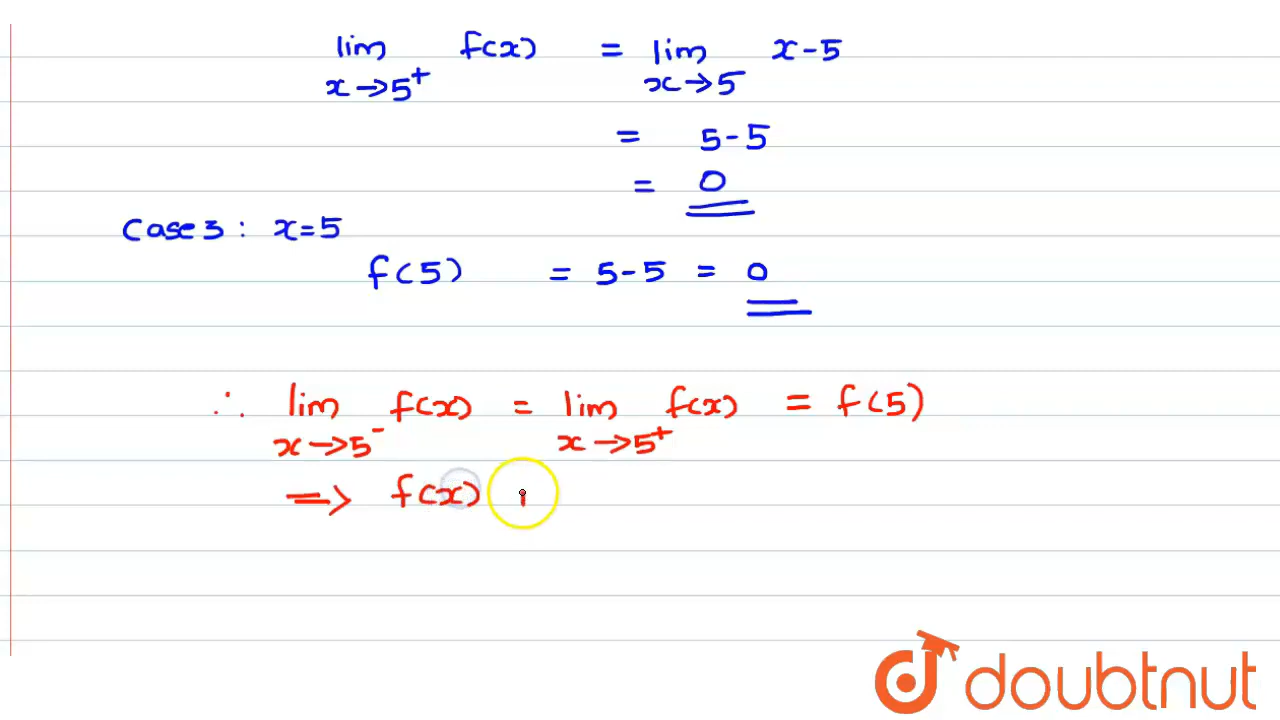 lim f(x) = lim x-5
x→5⁺ x→5
= 5-5
= 0
Case 3 : x=5
f(5) = 5-5 = 0
∴ lim f(x) = lim f(x) = f(5)
x→5⁻ x→5⁺
⇒ f(x) i
doubtnut